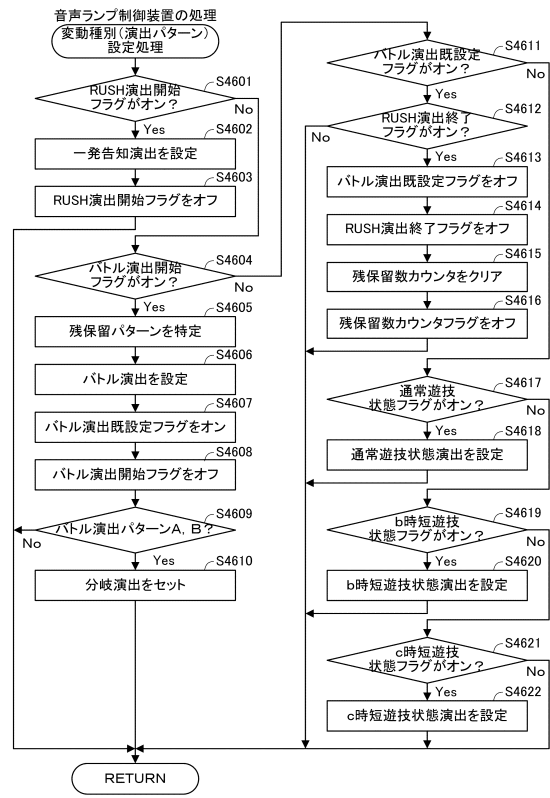 音声ランプ制御装置の処理
変動種別(演出パターン)
設定処理
S4601
RUSH演出開始
フラグがオン?
No
Yes
S4602
一発告知演出を設定
S4603
RUSH演出開始フラグをオフ
S4604
バトル演出開始
フラグがオン?
No
Yes
S4605
残保留パターンを特定
S4606
バトル演出を設定
S4607
バトル演出既設定フラグをオン
S4608
バトル演出開始フラグをオフ
S4609
バトル演出パターンA,B?
No
Yes
S4610
分岐演出をセット
S4611
バトル演出既設定
フラグがオン?
No
Yes
S4612
RUSH演出終了
フラグがオン?
No
Yes
S4613
バトル演出既設定フラグをオフ
S4614
RUSH演出終了フラグをオフ
S4615
残保留数カウンタをクリア
S4616
残保留数カウンタフラグをオフ
S4617
通常遊技
状態フラグがオン?
No
Yes
S4618
通常遊技状態演出を設定
S4619
b時短遊技
状態フラグがオン?
No
Yes
S4620
b時短遊技状態演出を設定
S4621
c時短遊技
状態フラグがオン?
No
Yes
S4622
c時短遊技状態演出を設定
RETURN